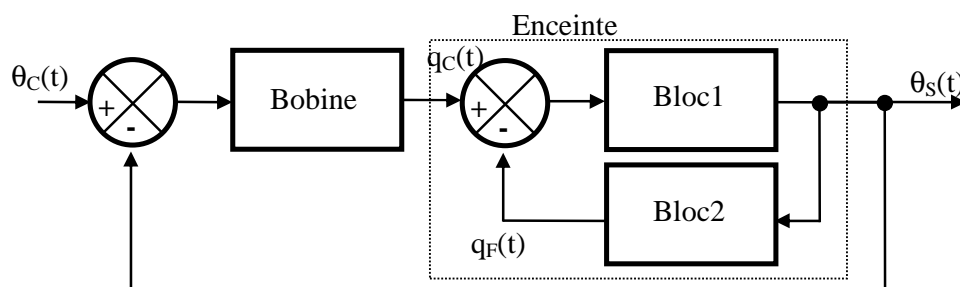 Enceinte
θC(t)
Bobine
qC(t)
Bloc1
θS(t)
+
-
+
-
Bloc2
qF(t)